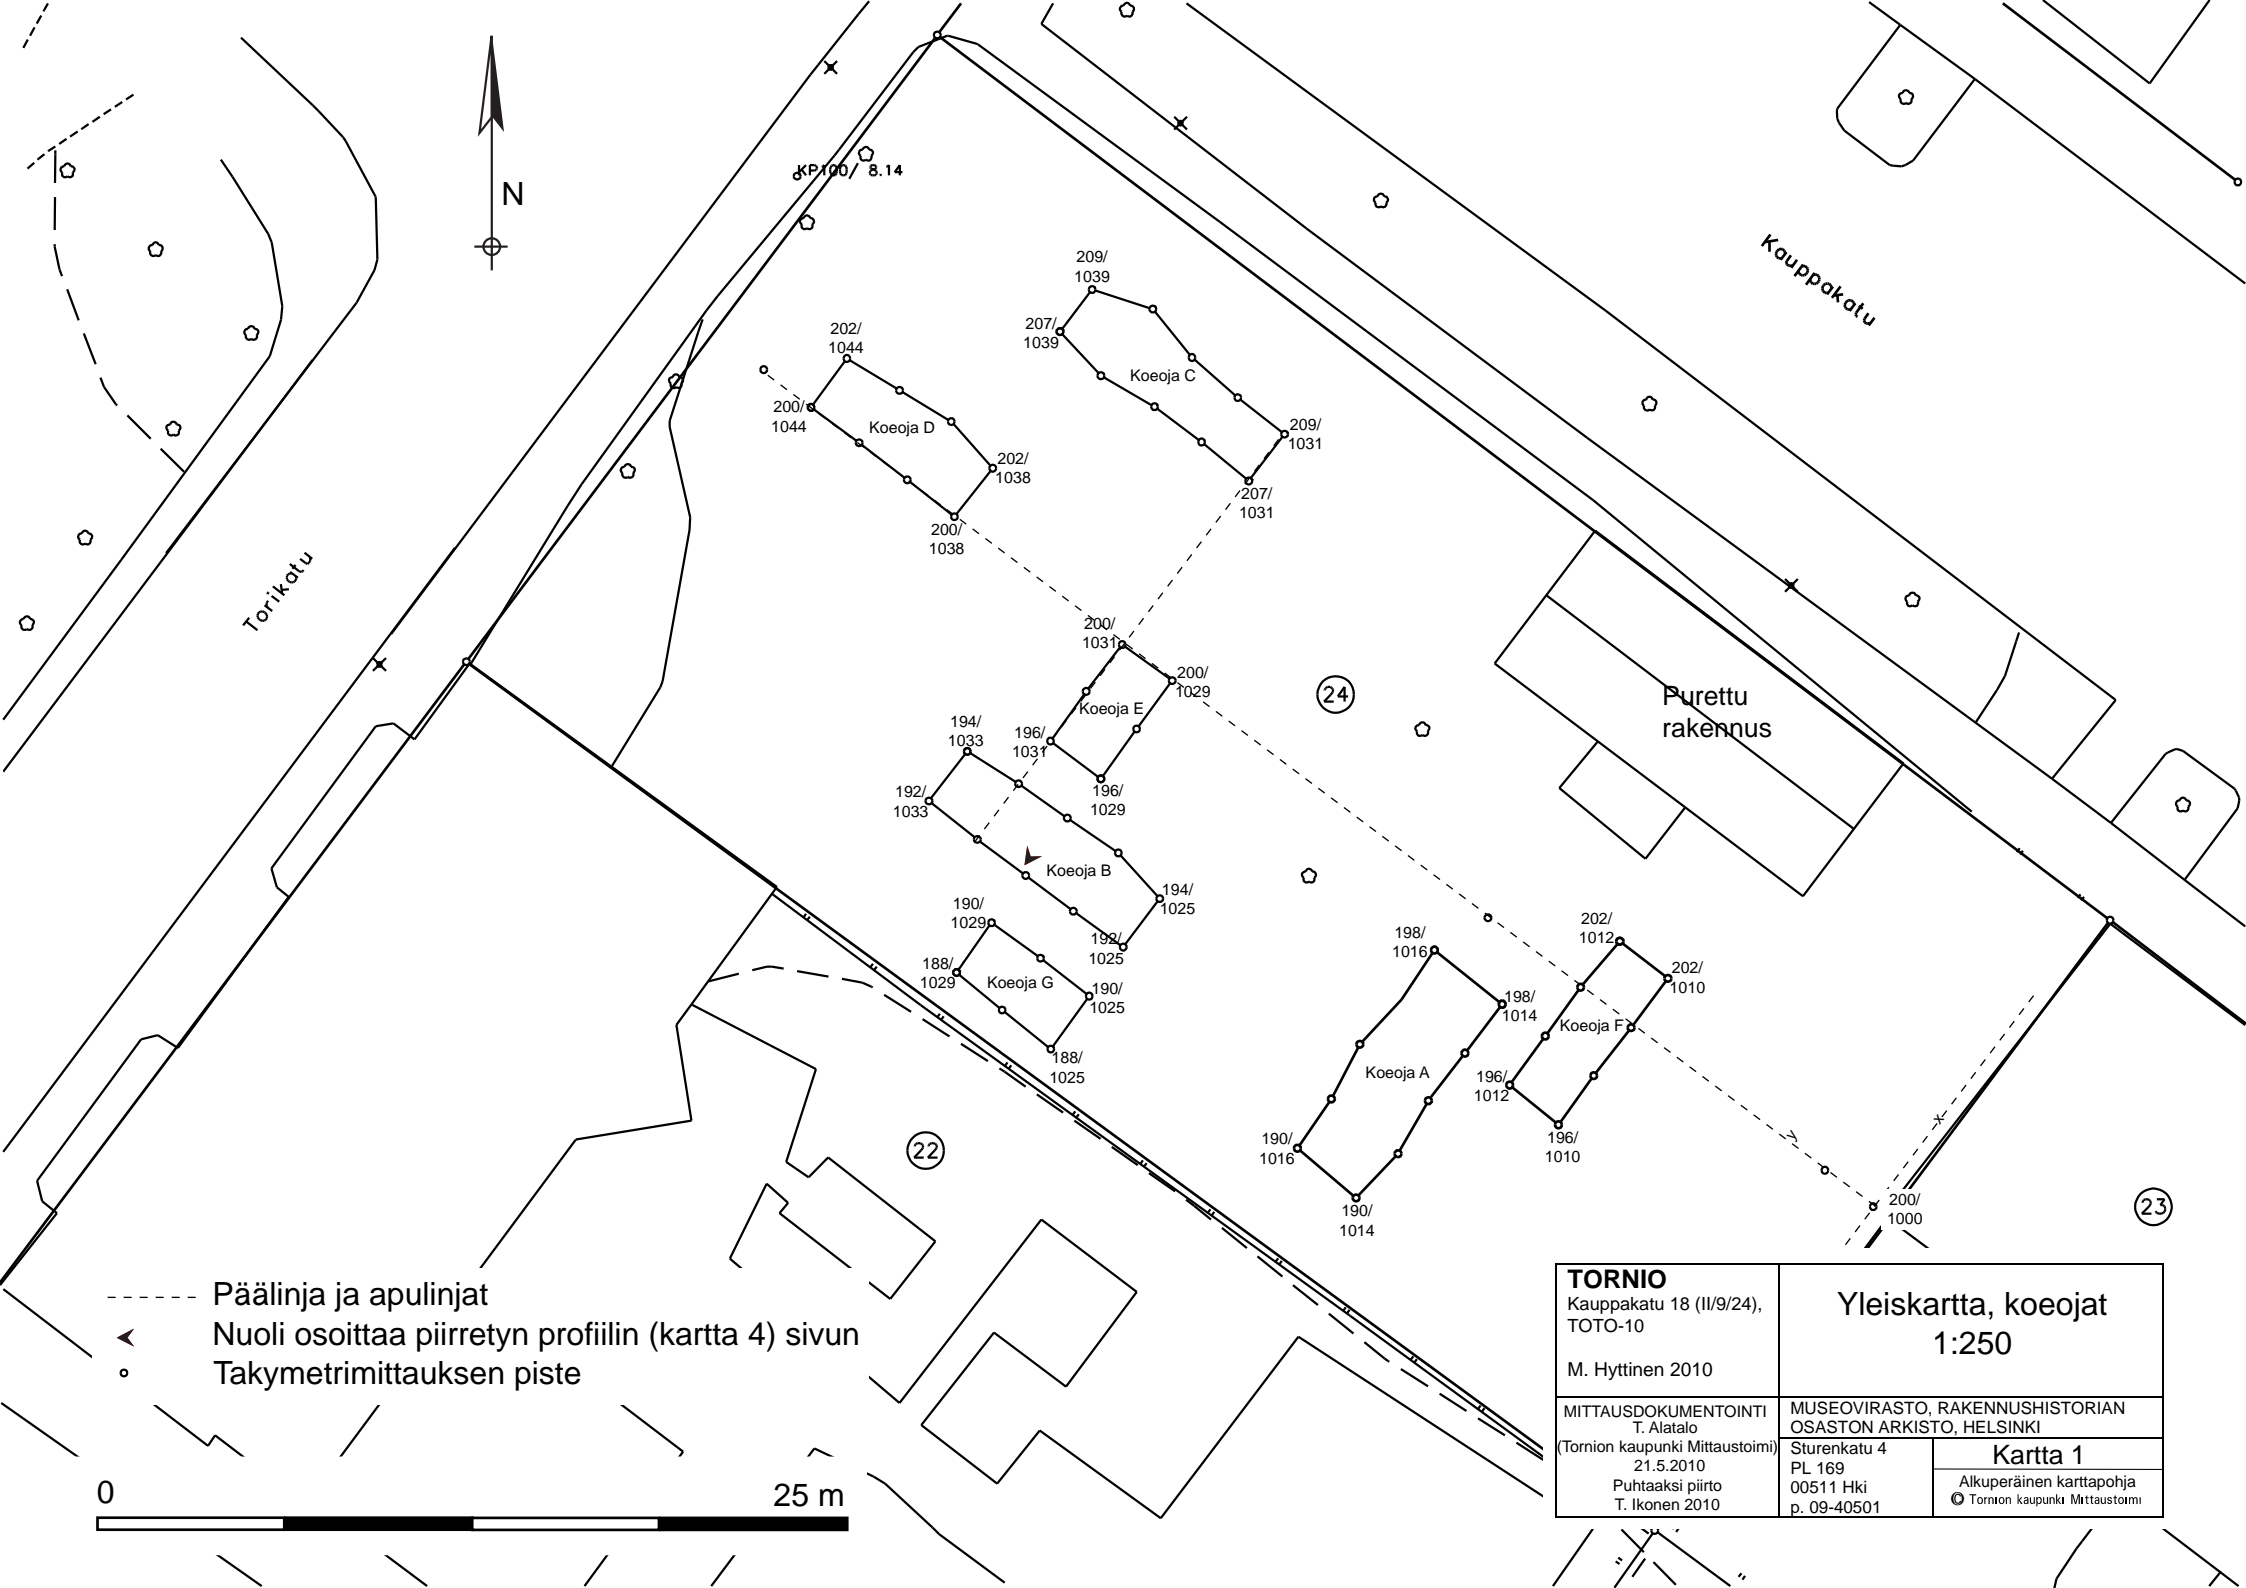 N
KP100/ 8.14
Kauppakatu
Torikatu
209/
1039
207/
1039
Koeoja C
209/
1031
207/
1031
202/
1044
200/
1044
Koeoja D
202/
1038
200/
1038
200/
1031
200/
1029
Koeoja E
196/
1031
196/
1029
24
Purettu
rakennus
194/
1033
192/
1033
Koeoja B
194/
1025
192/
1025
190/
1029
188/
1029
Koeoja G
190/
1025
188/
1025
198/
1016
198/
1014
Koeoja A
190/
1016
190/
1014
202/
1012
202/
1010
Koeoja F
196/
1012
196/
1010
x
y
200/
1000
22
23
Päälinja ja apulinjat
Nuoli osoittaa piirretyn profiilin (kartta 4) sivun
Takymetrimittauksen piste
0 25 m
TORNIO
Kauppakatu 18 (II/9/24),
TOTO-10
M. Hyttinen 2010
Yleiskartta, koeojat
1:250
MITTAUSDOKUMENTOINTI
T. Alatalo
(Tornion kaupunki Mittaustoimi)
21.5.2010
Puhtaaksi piirto
T. Ikonen 2010
MUSEOVIRASTO, RAKENNUSHISTORIAN
OSASTON ARKISTO, HELSINKI
Sturenkatu 4
PL 169
00511 Hki
p. 09-40501
Kartta 1
Alkuperäinen karttapohja
© Tornion kaupunki Mittaustoimi